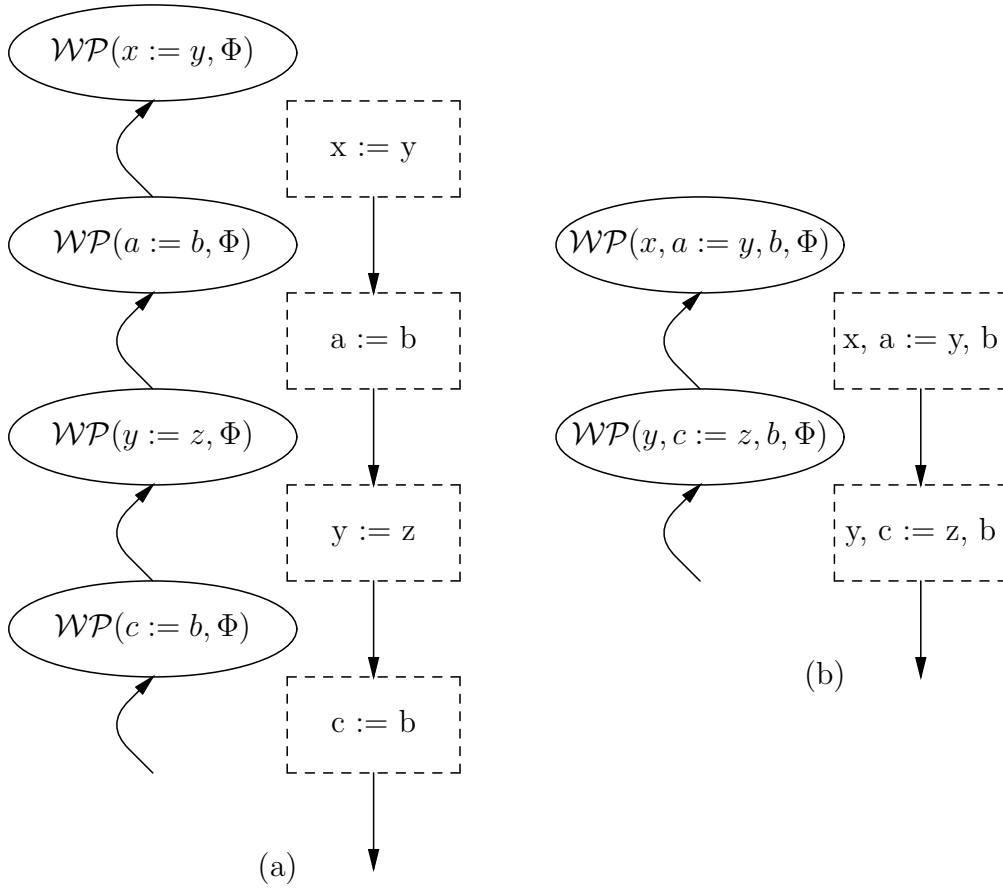 𝒲𝒫(x := y, Φ)
x := y
𝒲𝒫(a := b, Φ)
a := b
𝒲𝒫(y := z, Φ)
y := z
𝒲𝒫(c := b, Φ)
c := b
(a)
𝒲𝒫(x, a := y, b, Φ)
x, a := y, b
𝒲𝒫(y, c := z, b, Φ)
y, c := z, b
(b)